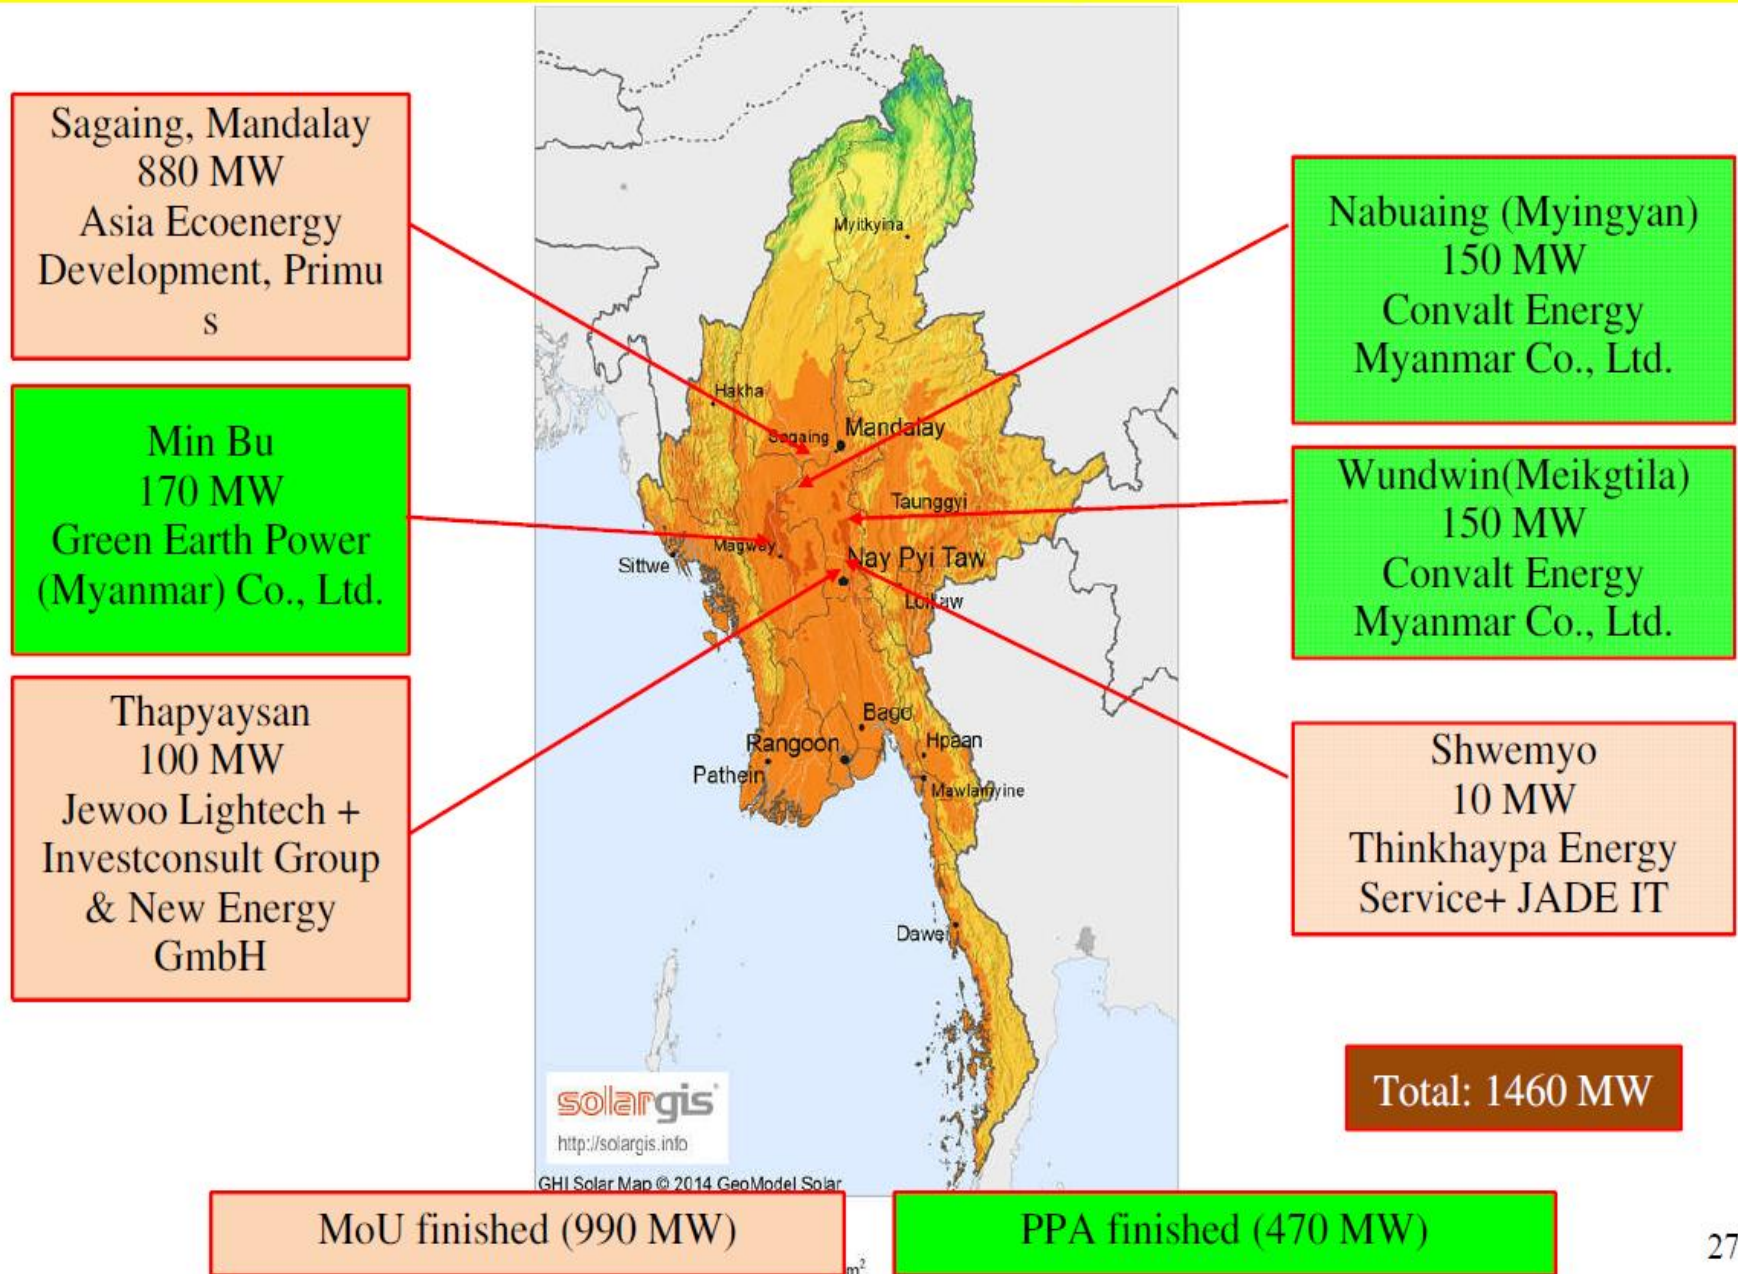 Sagaing, Mandalay
880 MW
Asia Ecoenergy
Development, Primu
s
Min Bu
170 MW
Green Earth Power
(Myanmar) Co., Ltd.
Thapyaysan
100 MW
Jewoo Lightech +
Investconsult Group
& New Energy
GmbH
Myitkyina
Hakha
Sagaing
Mandalay
Taunggyi
Magway
Sittwe
Nay Pyi Taw
Loikaw
Bago
Rangoon
Hpaan
Pathein
Mawlamyine
Dawei
solargis
http://solargis.info
GHI Solar Map © 2014 GeoModel Solar
Nabuaing (Myingyan)
150 MW
Convalt Energy
Myanmar Co., Ltd.
Wundwin(Meikgtila)
150 MW
Convalt Energy
Myanmar Co., Ltd.
Shwemyo
10 MW
Thinkhaypa Energy
Service+ JADE IT
Total: 1460 MW
MoU finished (990 MW)
m²
PPA finished (470 MW)
27